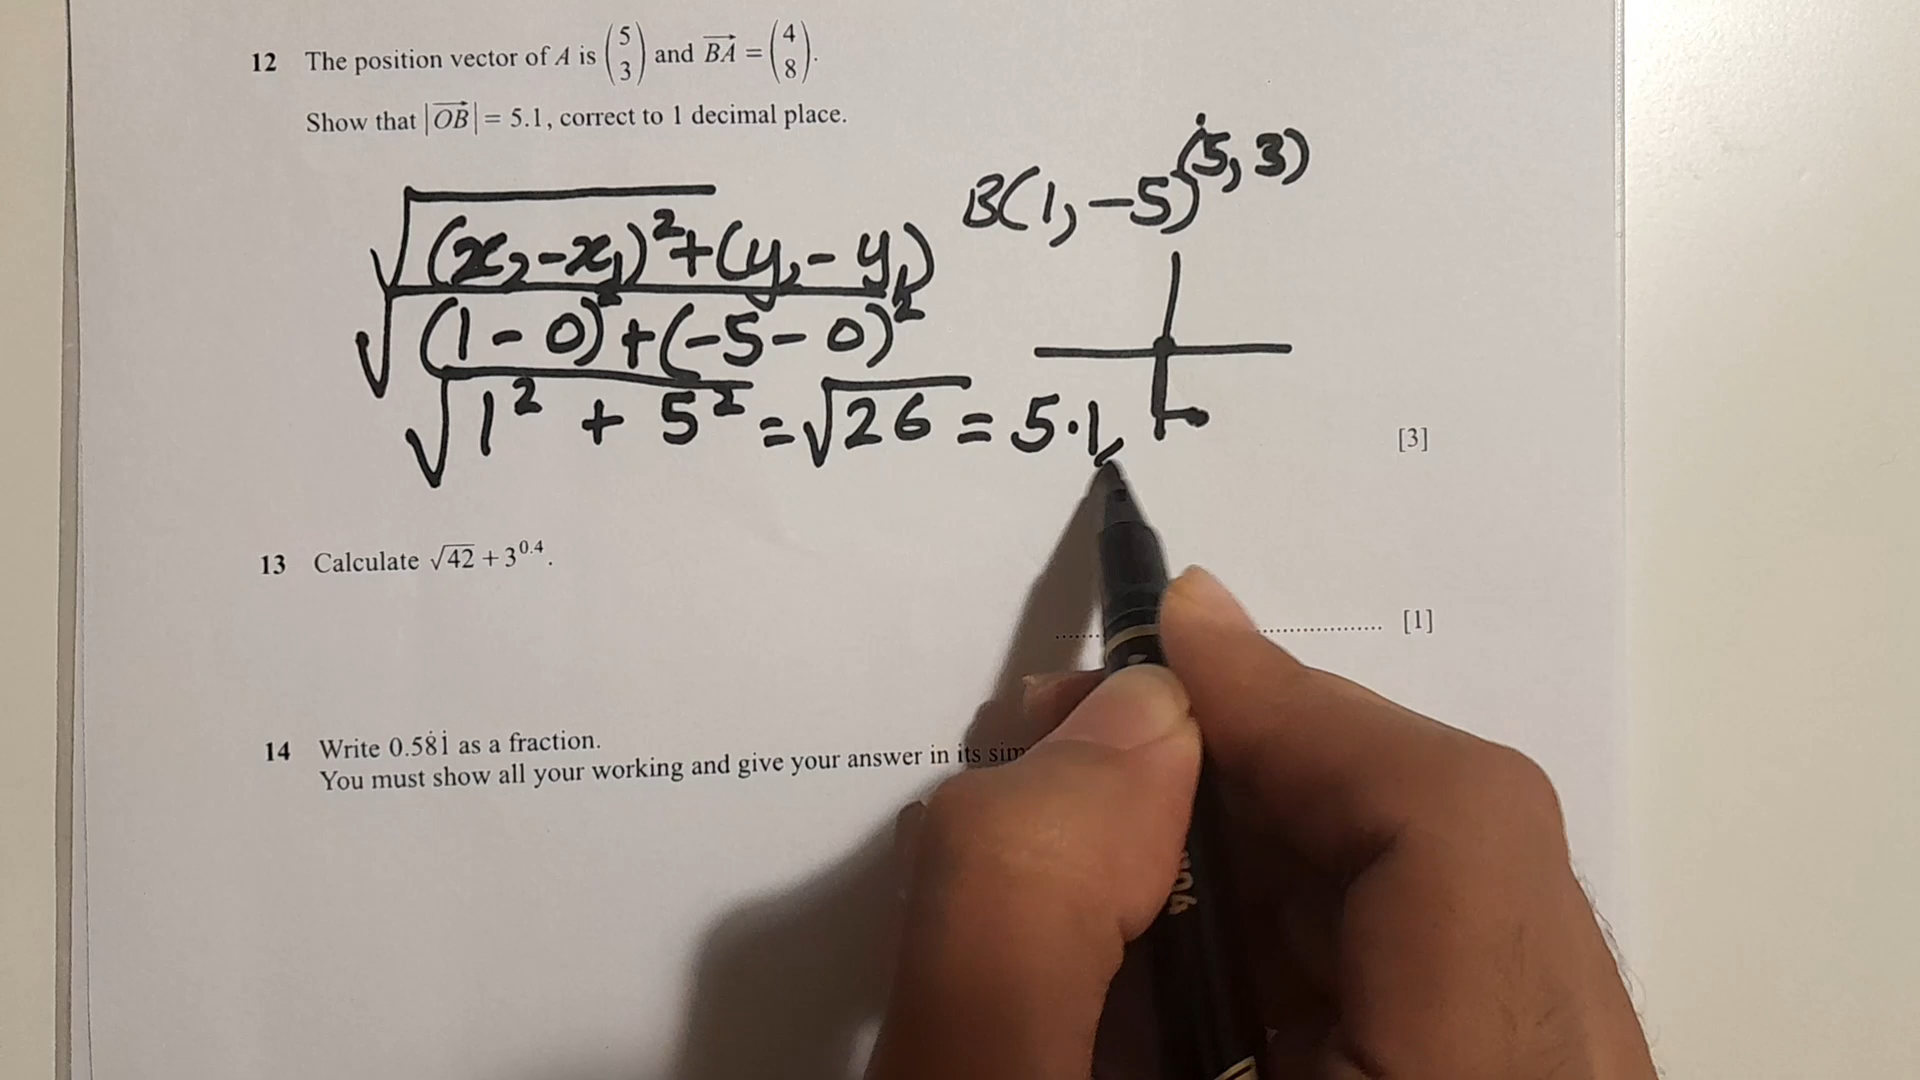 12 The position vector of A is (5 3) and BA = (4 8).
Show that |OB| = 5.1, correct to 1 decimal place.
(5, 3)
B(1, -5)
√(x₂-x₁)²+(y₂-y₁)
√(1-0)²+(-5-0)²
√1² + 5² = √26 = 5.1
[3]
13 Calculate √42 + 3^0.4.
[1]
14 Write 0.58̇1̇ as a fraction.
You must show all your working and give your answer in its